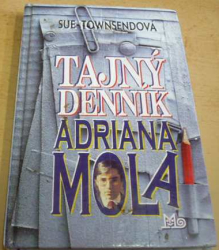 SUE TOWNSENDOVÁ
TAJNÝ
DENNÍK
ADRIANA
MOLA